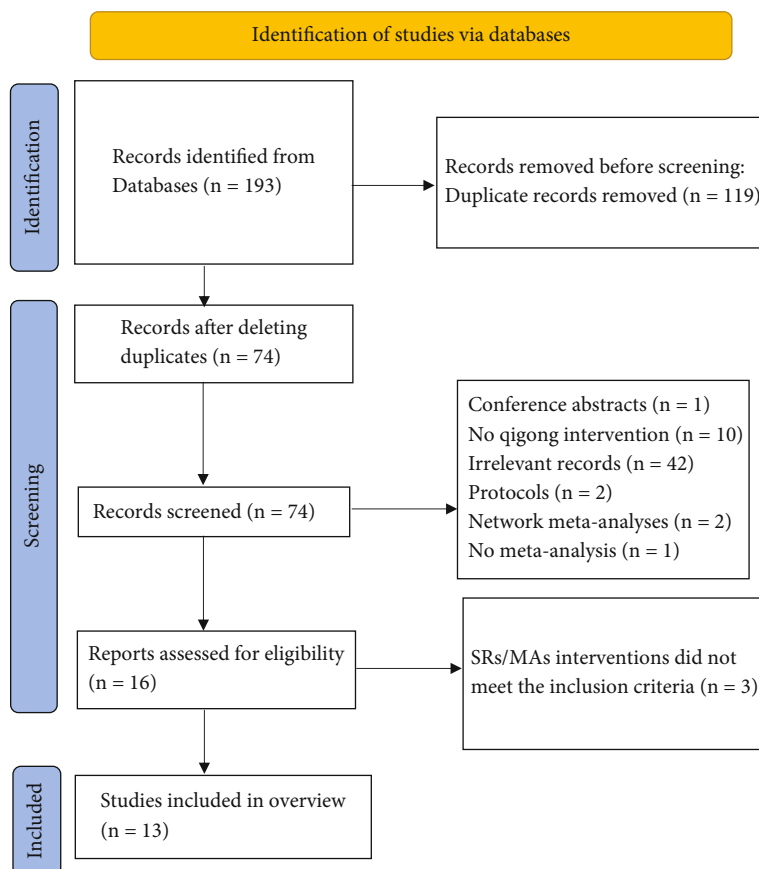 Identification of studies via databases
Identification
Records identified from
Databases (n = 193)
Records removed before screening:
Duplicate records removed (n = 119)
Screening
Records after deleting
duplicates (n = 74)
Records screened (n = 74)
Conference abstracts (n = 1)
No qigong intervention (n = 10)
Irrelevant records (n = 42)
Protocols (n = 2)
Network meta-analyses (n = 2)
No meta-analysis (n = 1)
Reports assessed for eligibility
(n = 16)
SRs/MAs interventions did not
meet the inclusion criteria (n = 3)
Included
Studies included in overview
(n = 13)